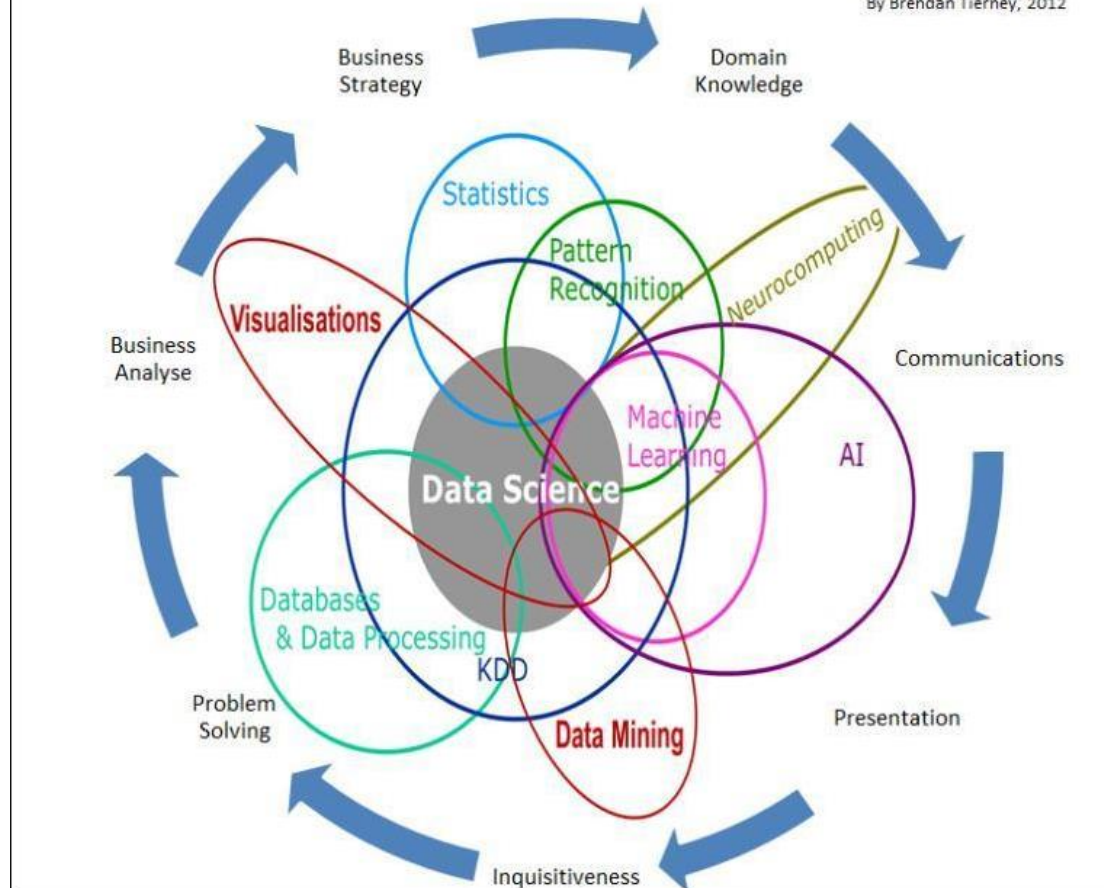 By Brendan Tierney, 2012
Business
Strategy
Domain
Knowledge
Statistics
Pattern
Recognition
Neurocomputing
Visualisations
Business
Analyse
Communications
Machine
Learning
AI
Data Science
Databases
& Data Processing
KDD
Problem
Solving
Data Mining
Presentation
Inquisitiveness